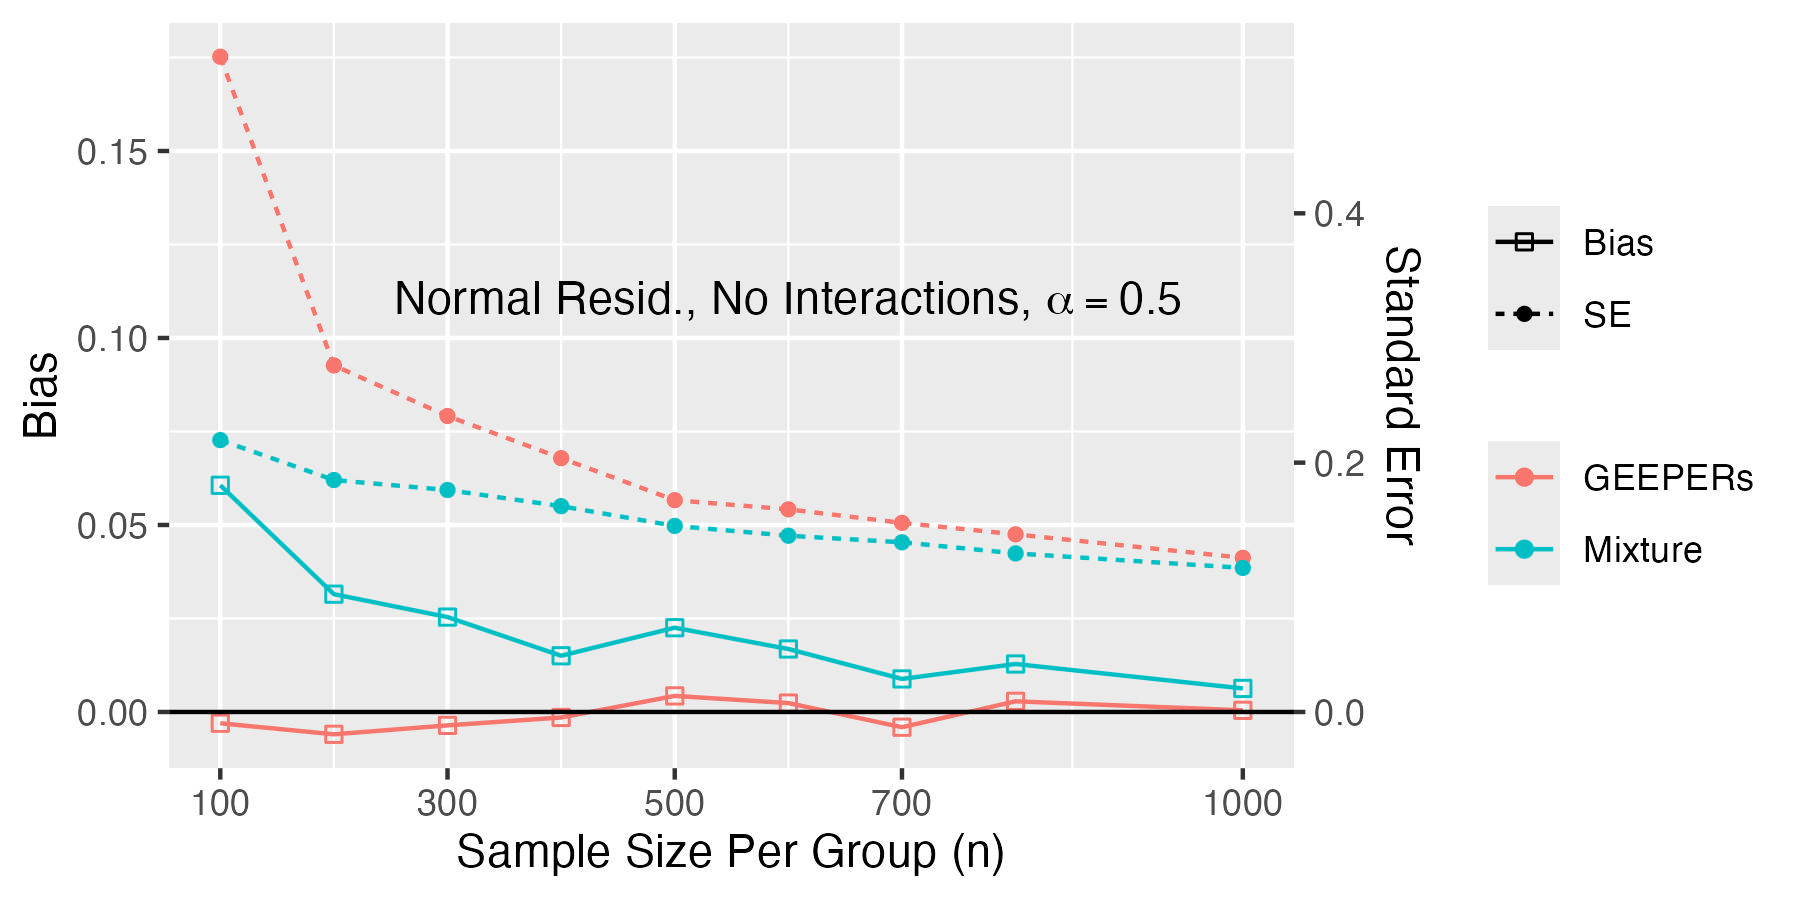 0.15
0.10
0.05
0.00
Bias
Normal Resid., No Interactions, α = 0.5
0.4
0.2
0.0
Standard Error
100 300 500 700 1000
Sample Size Per Group (n)
Bias
SE
GEEPERs
Mixture